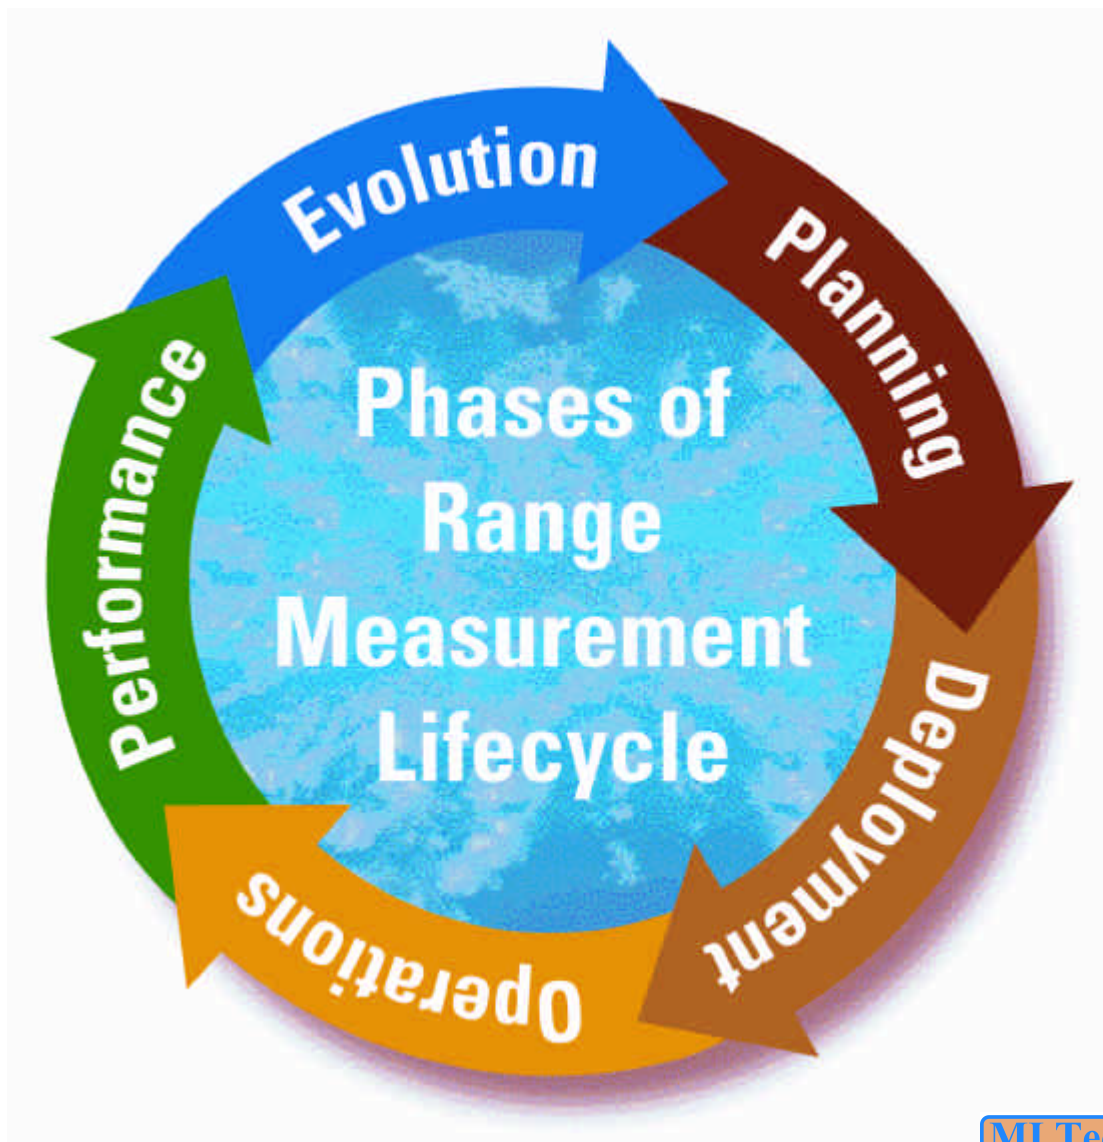 Evolution
Planning
Deployment
Operations
Performance
Phases of
Range
Measurement
Lifecycle